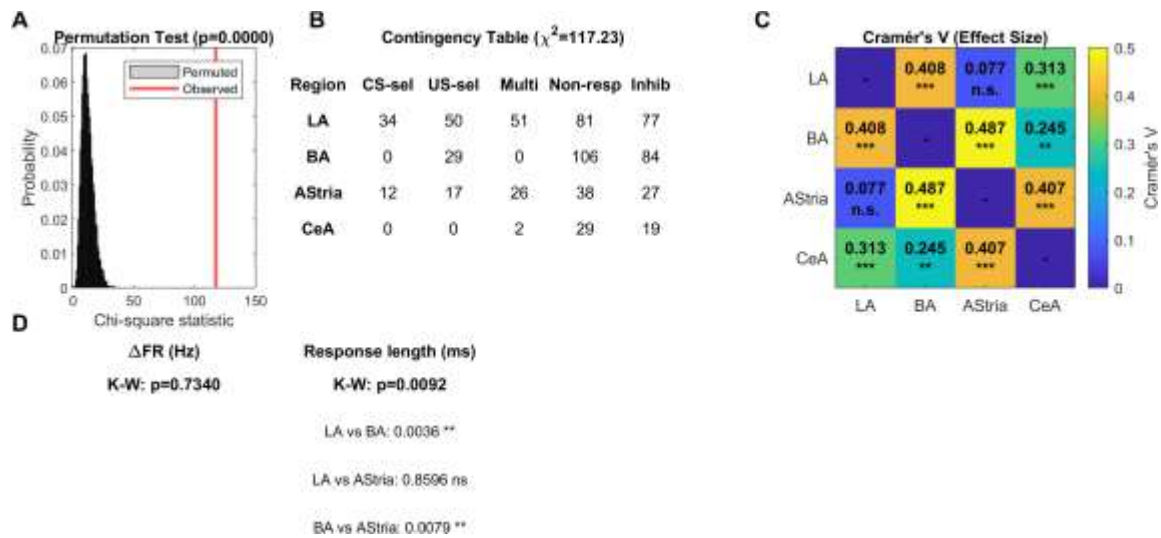 A
Permutation Test (p=0.0000)
0.07
0.06
0.05
0.04
0.03
0.02
0.01
0
Probability
Permuted
Observed
0 50 100 150
Chi-square statistic
B
Contingency Table (χ²=117.23)
Region CS-sel US-sel Multi Non-resp Inhib
LA 34 50 51 81 77
BA 0 29 0 106 84
AStria 12 17 26 38 27
CeA 0 0 2 29 19
C
Cramér's V (Effect Size)
LA - 0.408 0.077 0.313
*** n.s. ***
BA 0.408 - 0.487 0.245
*** *** **
AStria 0.077 0.487 - 0.407
n.s. *** ***
CeA 0.313 0.245 0.407 -
*** ** ***
LA BA AStria CeA
0.5
0.4
0.3
0.2
0.1
0
Cramér's V
D
ΔFR (Hz) Response length (ms)
K-W: p=0.7340 K-W: p=0.0092
LA vs BA: 0.0036 **
LA vs AStria: 0.8596 ns
BA vs AStria: 0.0079 **